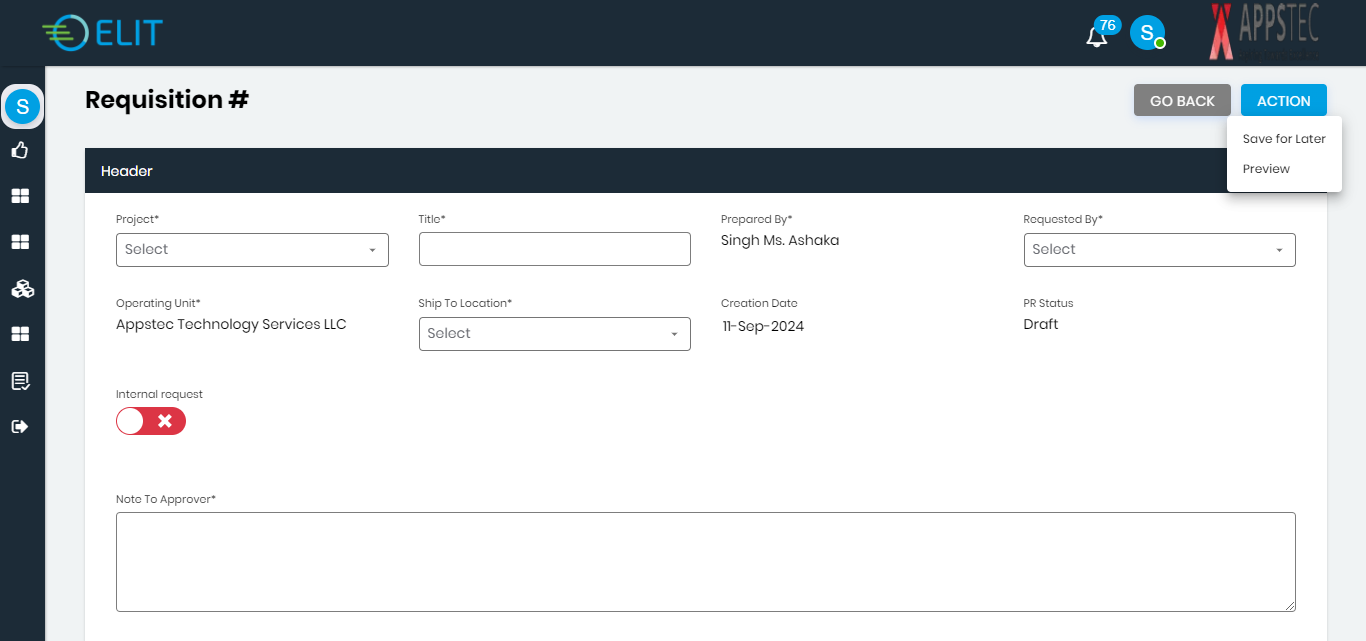 ELIT
76
S
APPSTEC
S
Requisition #
GO BACK
ACTION
Save for Later
Preview
Header
Project*
Title*
Prepared By*
Requested By*
Select
Singh Ms. Ashaka
Select
Operating Unit*
Ship To Location*
Creation Date
PR Status
Appstec Technology Services LLC
Select
11-Sep-2024
Draft
Internal request
Note To Approver*